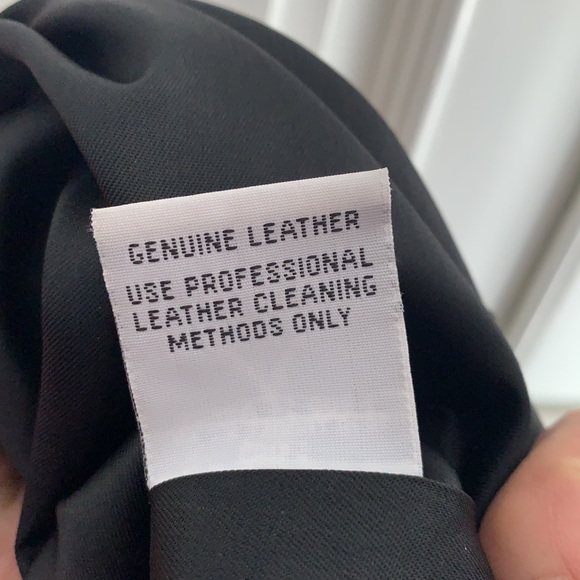 GENUINE LEATHER
USE PROFESSIONAL
LEATHER CLEANING
METHODS ONLY